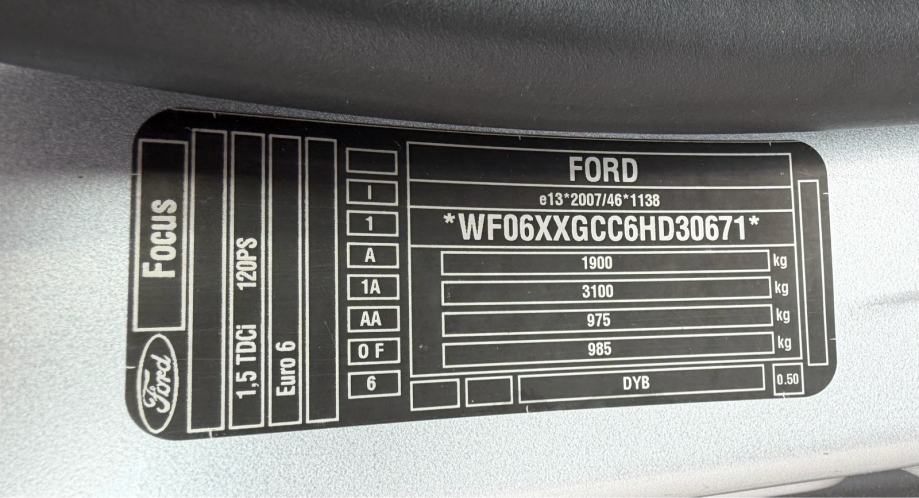 Ford
Focus
1,5 TDCi 120PS
Euro 6
I
1
A
1A
AA
0 F
6
FORD
e13*2007/46*1138
*WF06XXGCC6HD30671*
1900 kg
3100 kg
975 kg
985 kg
DYB
0.50